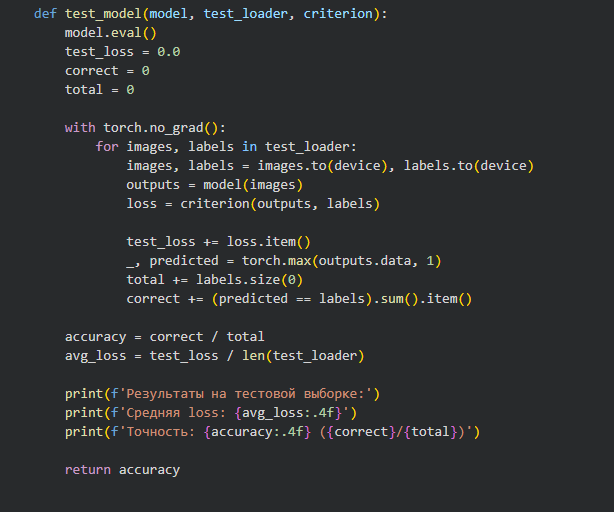 def test_model(model, test_loader, criterion):
    model.eval()
    test_loss = 0.0
    correct = 0
    total = 0

    with torch.no_grad():
        for images, labels in test_loader:
            images, labels = images.to(device), labels.to(device)
            outputs = model(images)
            loss = criterion(outputs, labels)

            test_loss += loss.item()
            _, predicted = torch.max(outputs.data, 1)
            total += labels.size(0)
            correct += (predicted == labels).sum().item()

    accuracy = correct / total
    avg_loss = test_loss / len(test_loader)

    print(f'Результаты на тестовой выборке:')
    print(f'Средняя loss: {avg_loss:.4f}')
    print(f'Точность: {accuracy:.4f} ({correct}/{total})')

    return accuracy